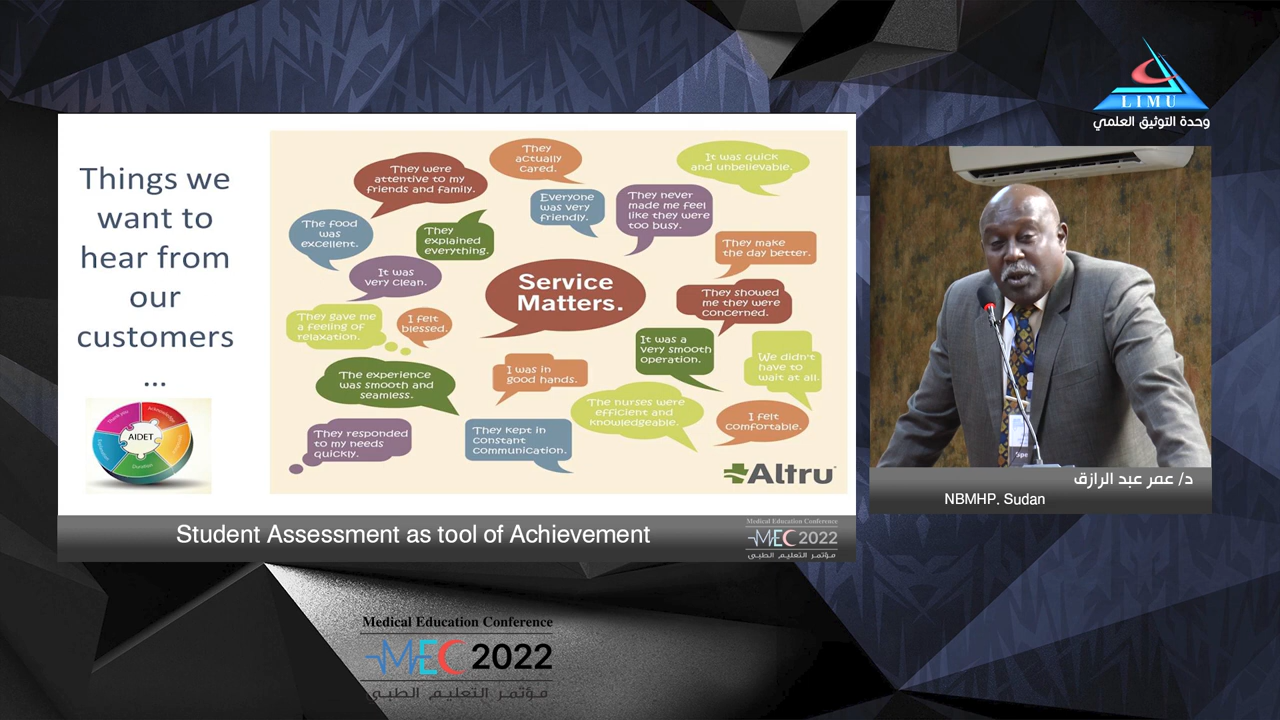 LIMU
وحدة التوثيق العلمي
Things we
want to
hear from
our
customers
...
They
actually
cared.
They were
attentive to my
friends and family.
It was quick
and unbelievable.
Everyone
was very
friendly.
They never
made me feel
like they were
too busy.
The food
was
excellent.
They
explained
everything.
They make
the day better.
It was
very clean.
Service
Matters.
They showed
me they were
concerned.
They gave me
a feeling of
relaxation.
I felt
blessed.
It was a
very smooth
operation.
We didn't
have to
wait at all.
The experience
was smooth and
seamless.
I was in
good hands.
The nurses were
efficient and
knowledgeable.
I felt
comfortable.
They responded
to my needs
quickly.
They kept in
constant
communication.
Thank you
Acknowledge
AIDET
Duration
Altru
د/ عمر عبد الرازق
NBMHP. Sudan
Student Assessment as tool of Achievement
Medical Education Conference
MEC 2022
مؤتمر التعليم الطبي
Medical Education Conference
MEC 2022
مؤتمر التعليم الطبي